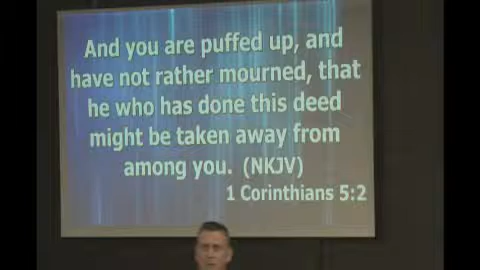 And you are puffed up, and
have not rather mourned, that
he who has done this deed
might be taken away from
among you. (NKJV)
1 Corinthians 5:2